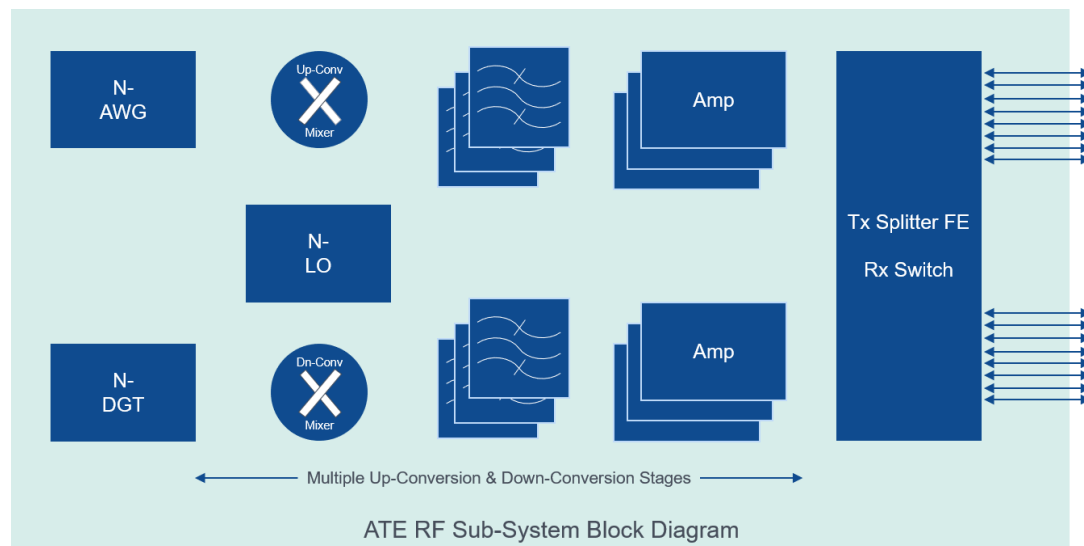 N-
AWG
Up-Conv
Mixer
Amp
N-
LO
Tx Splitter FE
Rx Switch
N-
DGT
Dn-Conv
Mixer
Amp
Multiple Up-Conversion & Down-Conversion Stages
ATE RF Sub-System Block Diagram